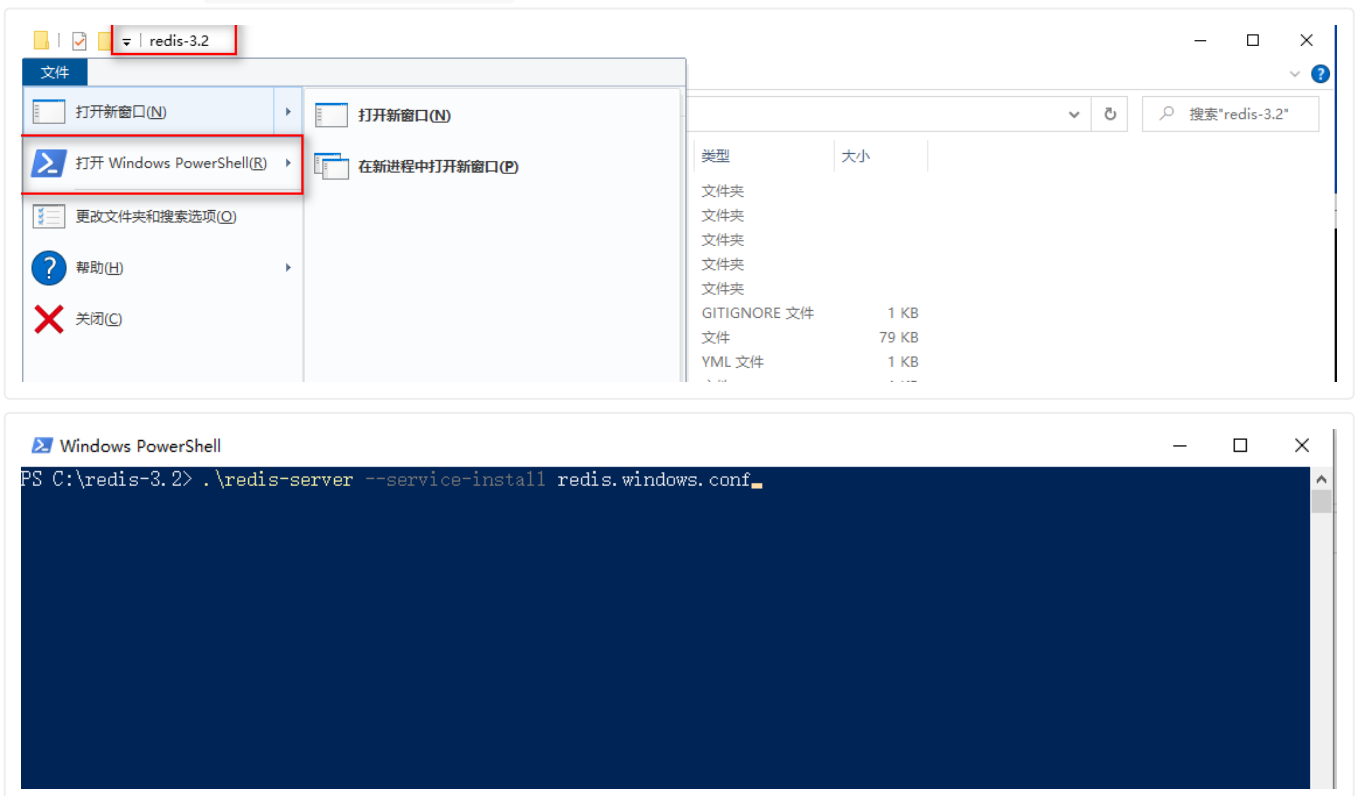 redis-3.2
文件
打开新窗口(N)
打开新窗口(N)
搜索"redis-3.2"
打开 Windows PowerShell(R)
在新进程中打开新窗口(P)
类型
大小
文件夹
更改文件夹和搜索选项(O)
文件夹
文件夹
帮助(H)
文件夹
文件夹
关闭(C)
GITIGNORE 文件
1 KB
文件
79 KB
YML 文件
1 KB
Windows PowerShell
PS C:\redis-3.2> .\redis-server --service-install redis.windows.conf